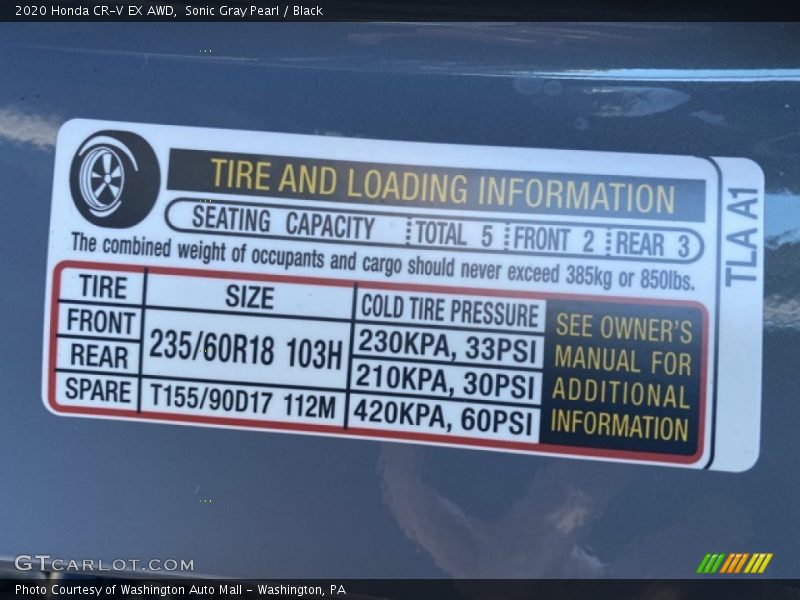 2020 Honda CR-V EX AWD, Sonic Gray Pearl / Black
TIRE AND LOADING INFORMATION
SEATING CAPACITY TOTAL 5 FRONT 2 REAR 3
The combined weight of occupants and cargo should never exceed 385kg or 850lbs.
TLA A1
TIRE SIZE COLD TIRE PRESSURE
FRONT 235/60R18 103H 230KPA, 33PSI
REAR 210KPA, 30PSI
SPARE T155/90D17 112M 420KPA, 60PSI
SEE OWNER'S
MANUAL FOR
ADDITIONAL
INFORMATION
GTCARLOT.COM
Photo Courtesy of Washington Auto Mall - Washington, PA